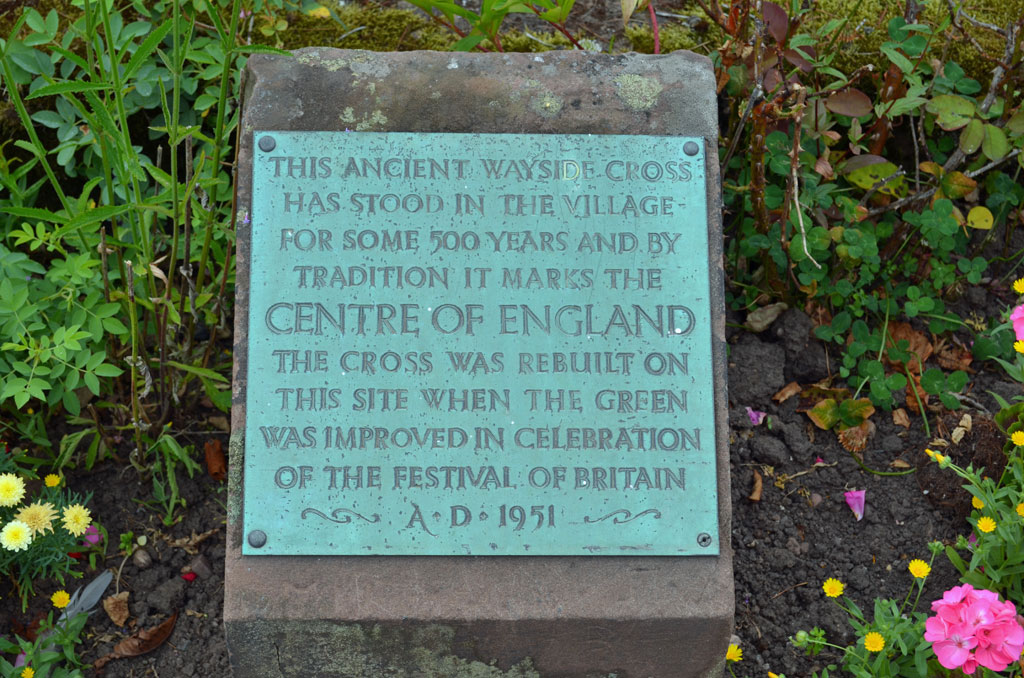 THIS ANCIENT WAYSIDE CROSS
HAS STOOD IN THE VILLAGE
FOR SOME 500 YEARS AND BY
TRADITION IT MARKS THE
CENTRE OF ENGLAND
THE CROSS WAS REBUILT ON
THIS SITE WHEN THE GREEN
WAS IMPROVED IN CELEBRATION
OF THE FESTIVAL OF BRITAIN
A·D·1951